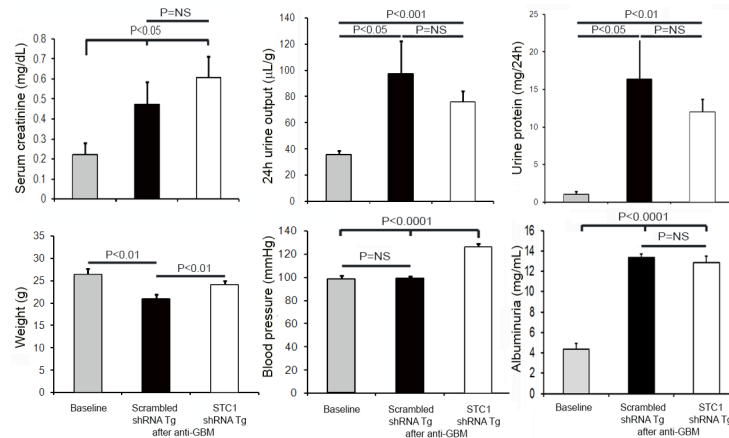 P=NS
P<0.05
Serum creatinine (mg/dL)
0.8
0.7
0.6
0.5
0.4
0.3
0.2
0.1
0
P<0.001
P<0.05
P=NS
24h urine output (µL/g)
140
120
100
80
60
40
20
0
P<0.01
P<0.05
P=NS
Urine protein (mg/24h)
25
20
15
10
5
0
P<0.01
P<0.01
Weight (g)
35
30
25
20
15
10
5
0
Baseline
Scrambled
shRNA Tg
STC1
shRNA Tg
after anti-GBM
P<0.0001
P=NS
Blood pressure (mmHg)
140
120
100
80
60
40
20
0
Baseline
Scrambled
shRNA Tg
STC1
shRNA Tg
after anti-GBM
P<0.0001
P=NS
Albuminuria (mg/mL)
16
14
12
10
8
6
4
2
0
Baseline
Scrambled
shRNA Tg
STC1
shRNA Tg
after anti-GBM